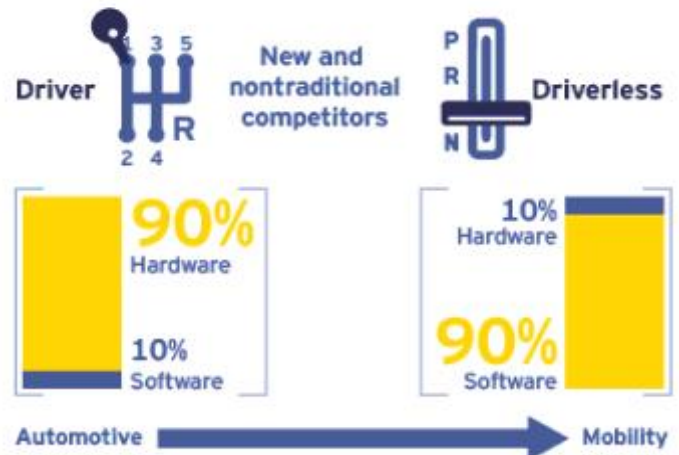 Driver
1 3 5
2 4
R
New and
nontraditional
competitors
P
R
N
Driverless
90%
Hardware
10%
Software
10%
Hardware
90%
Software
Automotive
Mobility